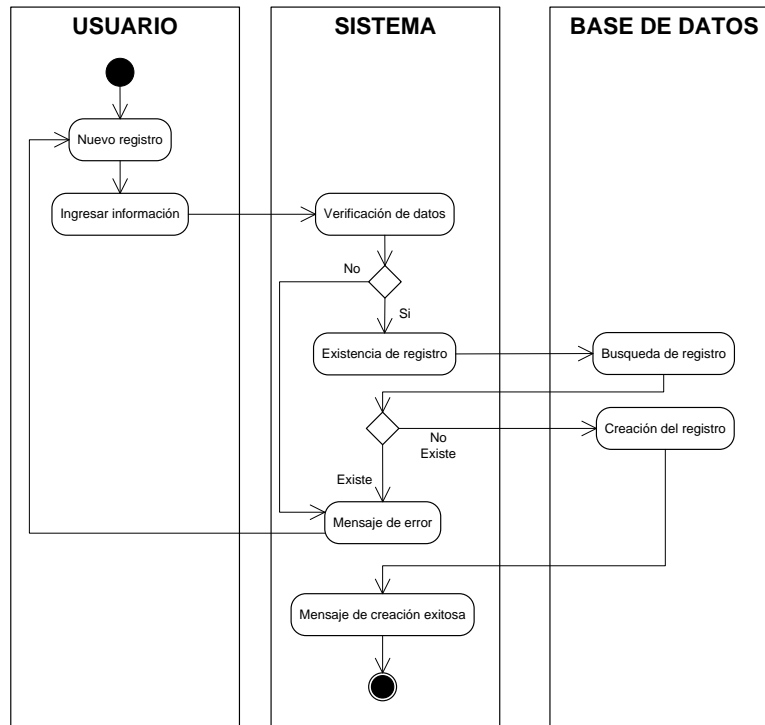 USUARIO
SISTEMA
BASE DE DATOS
Nuevo registro
Ingresar información
Verificación de datos
No
Si
Existencia de registro
Busqueda de registro
No
Existe
Creación del registro
Existe
Mensaje de error
Mensaje de creación exitosa